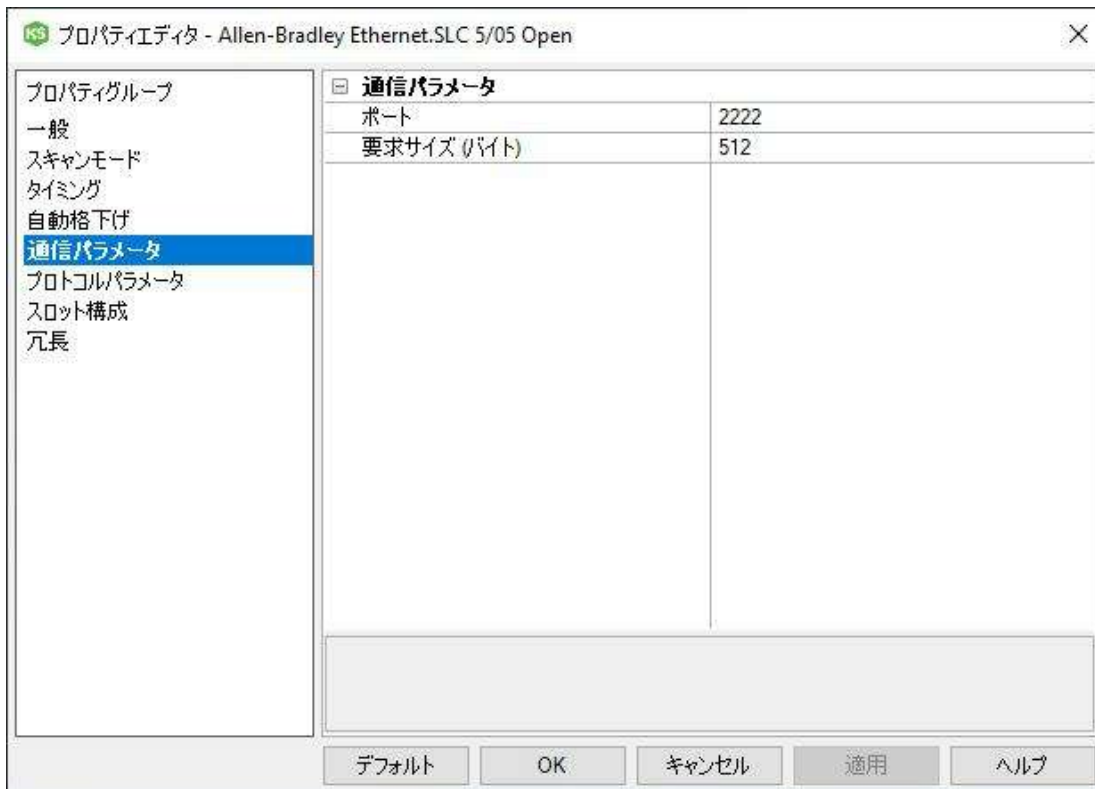 KS プロパティエディタ - Allen-Bradley Ethernet.SLC 5/05 Open
プロパティグループ
一般
スキャンモード
タイミング
自動格下げ
通信パラメータ
プロトコルパラメータ
スロット構成
冗長
通信パラメータ
ポート 2222
要求サイズ (バイト) 512
デフォルト OK キャンセル 適用 ヘルプ